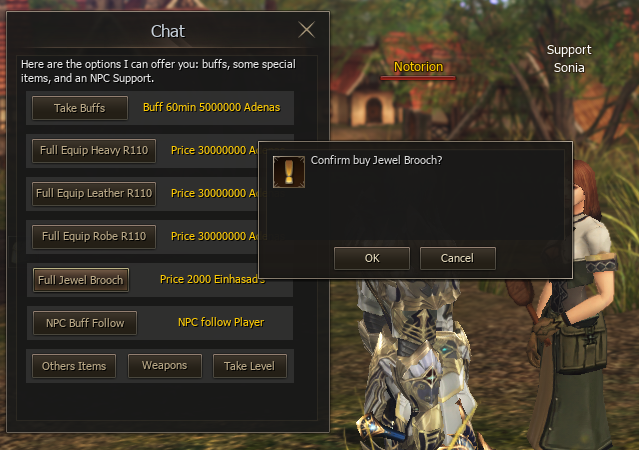 Chat
Here are the options I can offer you: buffs, some special
items, and an NPC Support.
Take Buffs Buff 60min 5000000 Adenas
Full Equip Heavy R110 Price 30000000 Ade
Full Equip Leather R110 Price 30000000 Ade
Full Equip Robe R110 Price 30000000 Ade
Full Jewel Brooch Price 2000 Einhasad's
NPC Buff Follow NPC follow Player
Others Items Weapons Take Level
Notorion
Support
Sonia
Confirm buy Jewel Brooch?
OK Cancel